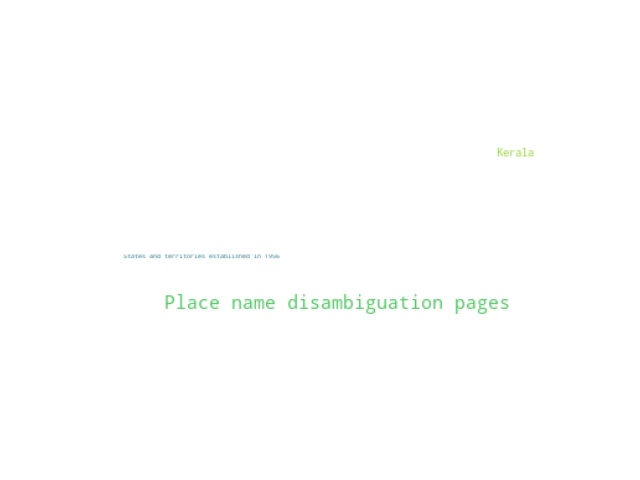 Kerala
States and territories established in 1956
Place name disambiguation pages